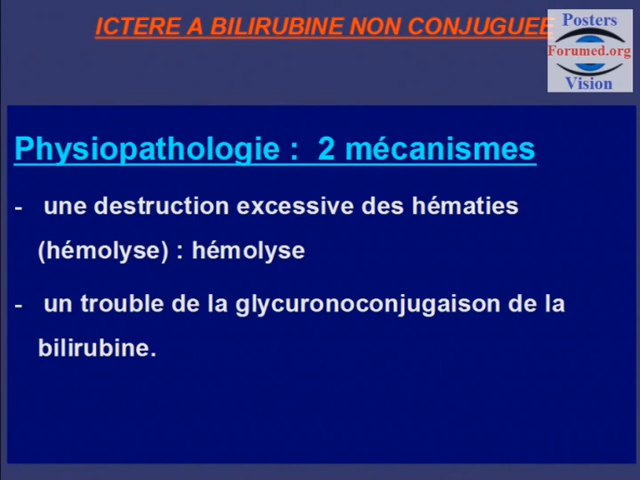 ICTERE A BILIRUBINE NON CONJUGUEE
Posters
Forumed.org
Vision
Physiopathologie : 2 mécanismes
- une destruction excessive des hématies
(hémolyse) : hémolyse
- un trouble de la glycuronoconjugaison de la
bilirubine.